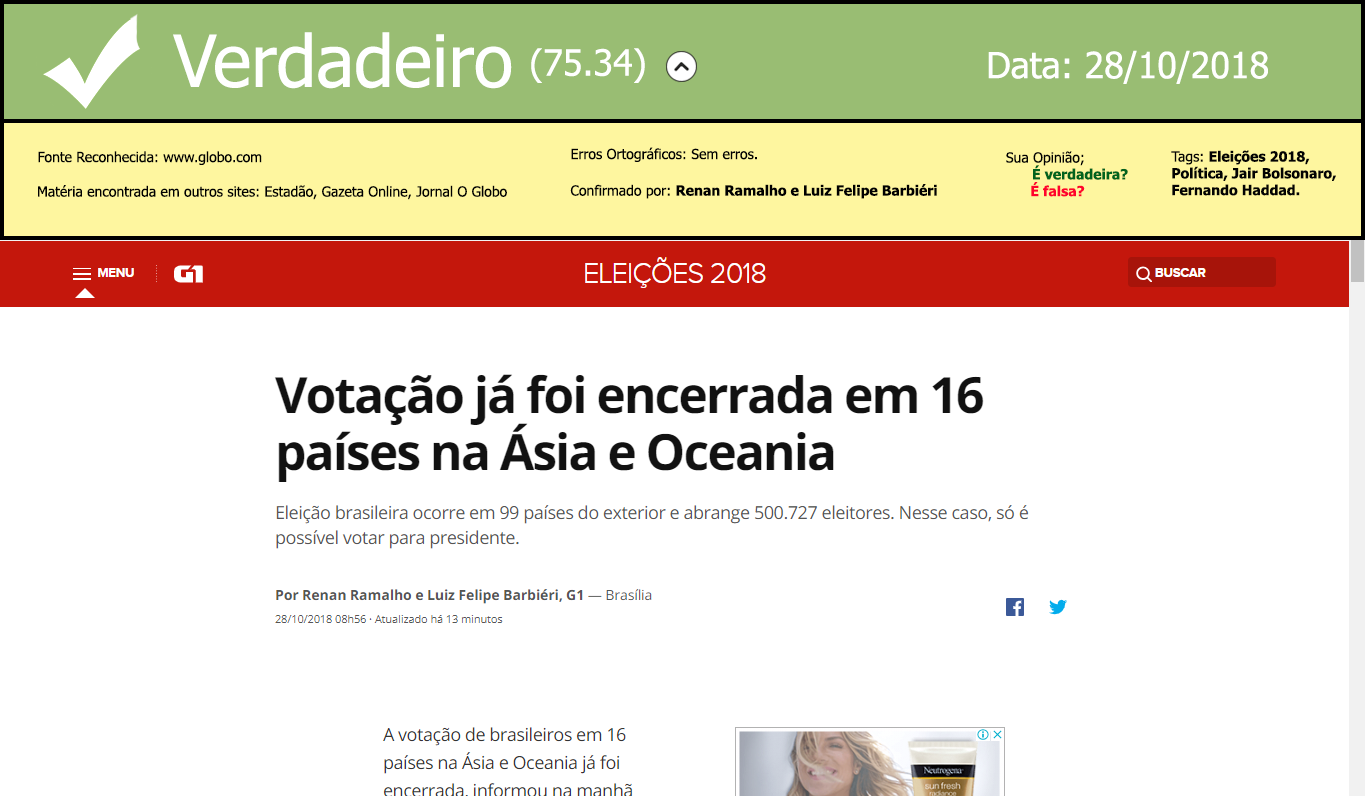 Verdadeiro (75.34)
Data: 28/10/2018
Fonte Reconhecida: www.globo.com
Matéria encontrada em outros sites: Estadão, Gazeta Online, Jornal O Globo
Erros Ortográficos: Sem erros.
Confirmado por: Renan Ramalho e Luiz Felipe Barbiéri
Sua Opinião;
É verdadeira?
É falsa?
Tags: Eleições 2018,
Política, Jair Bolsonaro,
Fernando Haddad.
MENU
G1
ELEIÇÕES 2018
BUSCAR
Votação já foi encerrada em 16
países na Ásia e Oceania
Eleição brasileira ocorre em 99 países do exterior e abrange 500.727 eleitores. Nesse caso, só é
possível votar para presidente.
Por Renan Ramalho e Luiz Felipe Barbiéri, G1 — Brasília
28/10/2018 08h56 · Atualizado há 13 minutos
A votação de brasileiros em 16
países na Ásia e Oceania já foi
encerrada, informou na manhã
Neutrogena
sun fresh
radiance